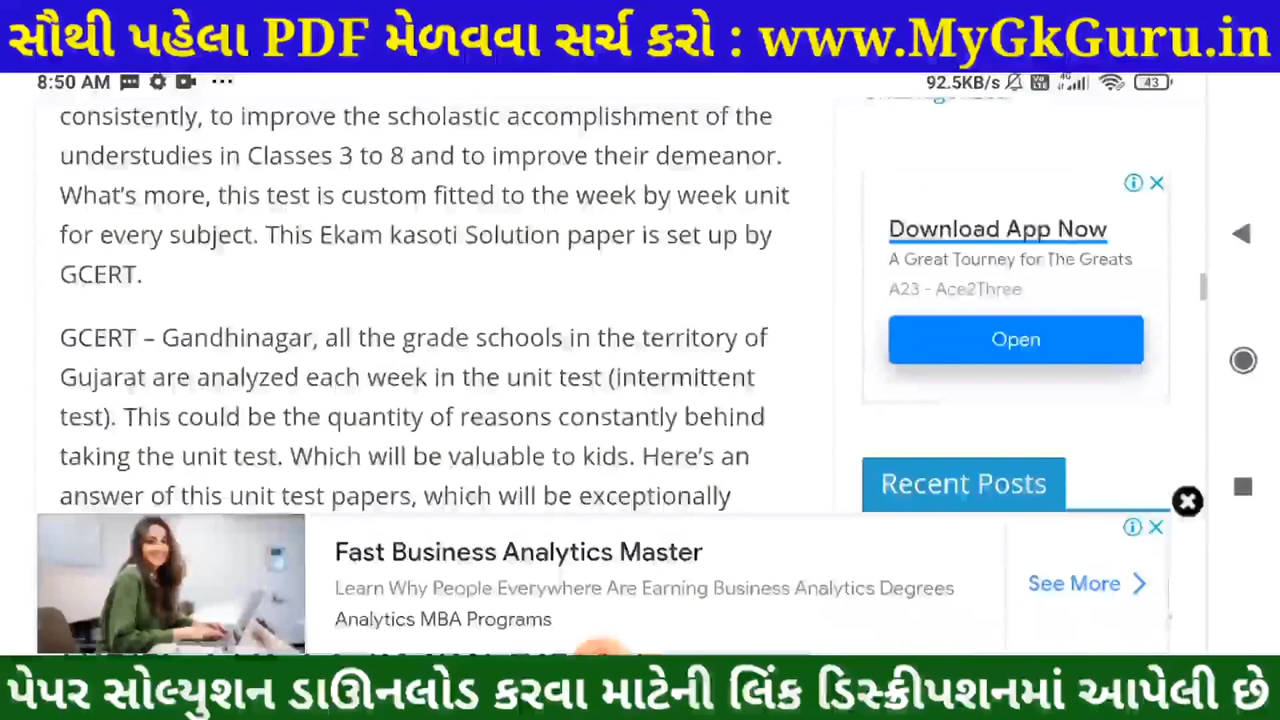 સૌથી પહેલા PDF મેળવવા સર્ચ કરો : www.MyGkGuru.in
8:50 AM
92.5KB/s
43
consistently, to improve the scholastic accomplishment of the
understudies in Classes 3 to 8 and to improve their demeanor.
What's more, this test is custom fitted to the week by week unit
for every subject. This Ekam kasoti Solution paper is set up by
GCERT.
GCERT – Gandhinagar, all the grade schools in the territory of
Gujarat are analyzed each week in the unit test (intermittent
test). This could be the quantity of reasons constantly behind
taking the unit test. Which will be valuable to kids. Here's an
answer of this unit test papers, which will be exceptionally
Download App Now
A Great Tourney for The Greats
A23 - Ace2Three
Open
Recent Posts
Fast Business Analytics Master
Learn Why People Everywhere Are Earning Business Analytics Degrees
Analytics MBA Programs
See More
પેપર સોલ્યુશન ડાઊનલોડ કરવા માટેની લિંક ડિસ્ક્રીપશનમાં આપેલી છે